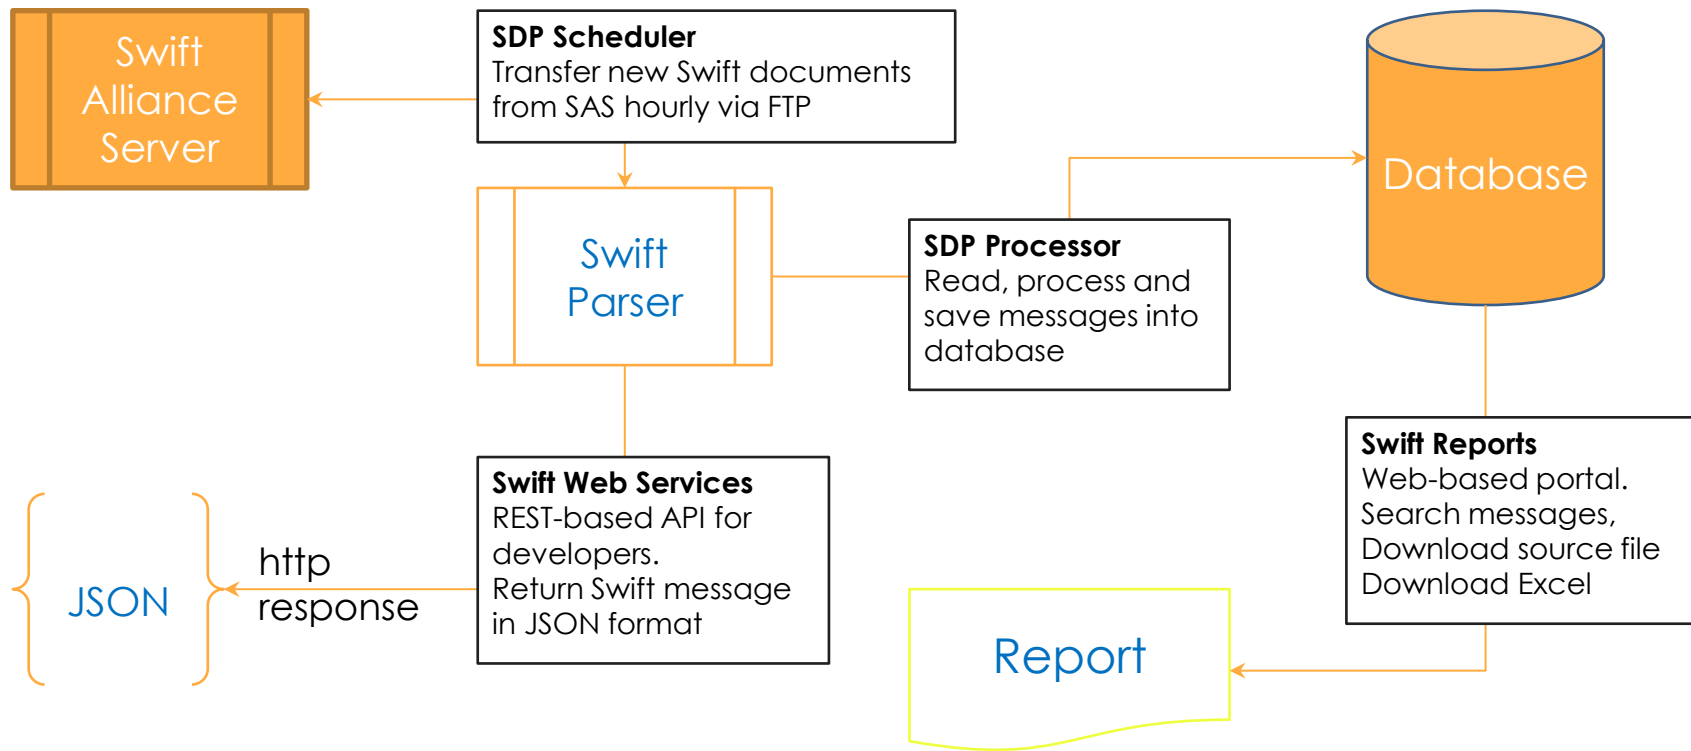 Swift
Alliance
Server
SDP Scheduler
Transfer new Swift documents
from SAS hourly via FTP
Database
Swift
Parser
SDP Processor
Read, process and
save messages into
database
Swift Web Services
REST-based API for
developers.
Return Swift message
in JSON format
http
response
JSON
Swift Reports
Web-based portal.
Search messages,
Download source file
Download Excel
Report